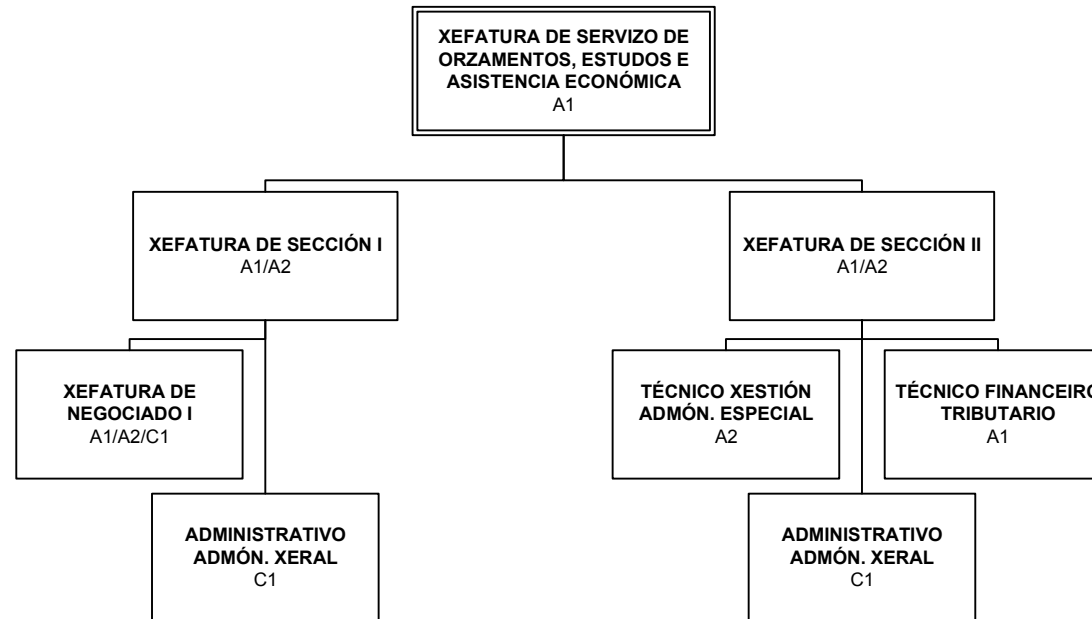 XEFATURA DE SERVIZO DE
ORZAMENTOS, ESTUDOS E
ASISTENCIA ECONÓMICA
A1
XEFATURA DE SECCIÓN I
A1/A2
XEFATURA DE SECCIÓN II
A1/A2
XEFATURA DE
NEGOCIADO I
A1/A2/C1
TÉCNICO XESTIÓN
ADMÓN. ESPECIAL
A2
TÉCNICO FINANCEIRO
TRIBUTARIO
A1
ADMINISTRATIVO
ADMÓN. XERAL
C1
ADMINISTRATIVO
ADMÓN. XERAL
C1